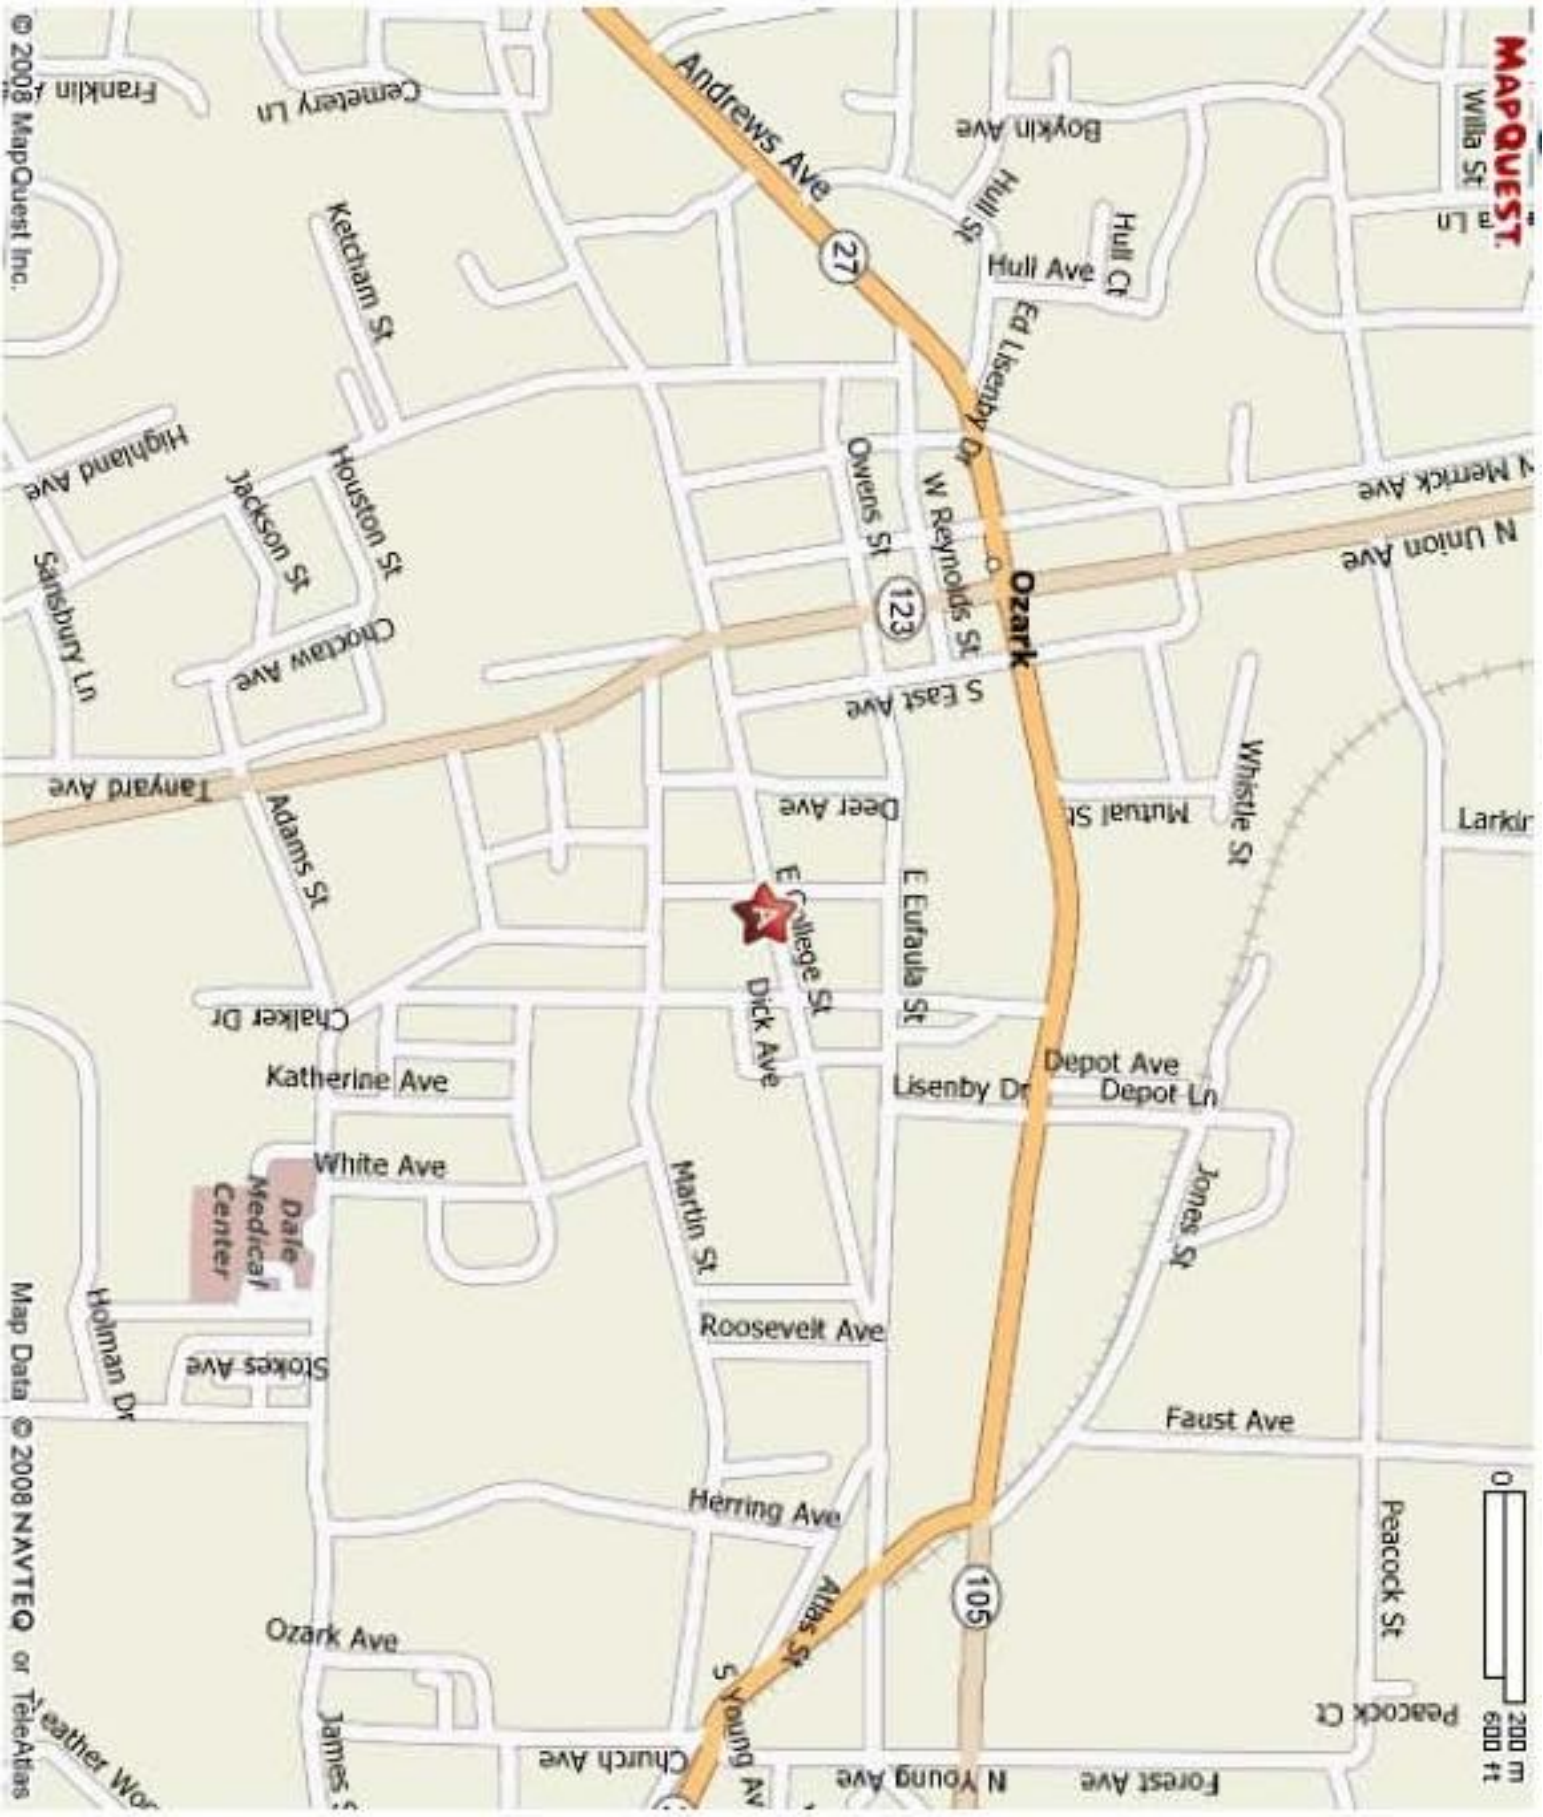 MAPQUEST.
Willa St
a Ln
Boykin Ave
Hull St
Hull Ct
Hull Ave
Andrews Ave
27
Ed Lisenby Dr
N Merrick Ave
N Union Ave
Cemetery Ln
Franklin
Ketcham St
Highland Ave
Jackson St
Houston St
Owens St
W Reynolds St
123
Ozark
S East Ave
Sansbury Ln
Choctaw Ave
Tanyard Ave
Adams St
Deer Ave
Mutual St
Whistle St
Larkin
E College St
A
E Eufaula St
Dick Ave
Chalker Dr
Katherine Ave
White Ave
Lisenby Dr
Depot Ave
Depot Ln
Jones St
Martin St
Dale
Medical
Center
Roosevelt Ave
Stokes Ave
Holman Dr
Faust Ave
Herring Ave
Peacock St
105
Atlas St
Ozark Ave
S Young Av
James S
Church Ave
N Young Ave
Forest Ave
Peacock Ct
0
200 m
600 ft
© 2008 MapQuest Inc.
Map Data © 2008 NAVTEQ or TeleAtlas